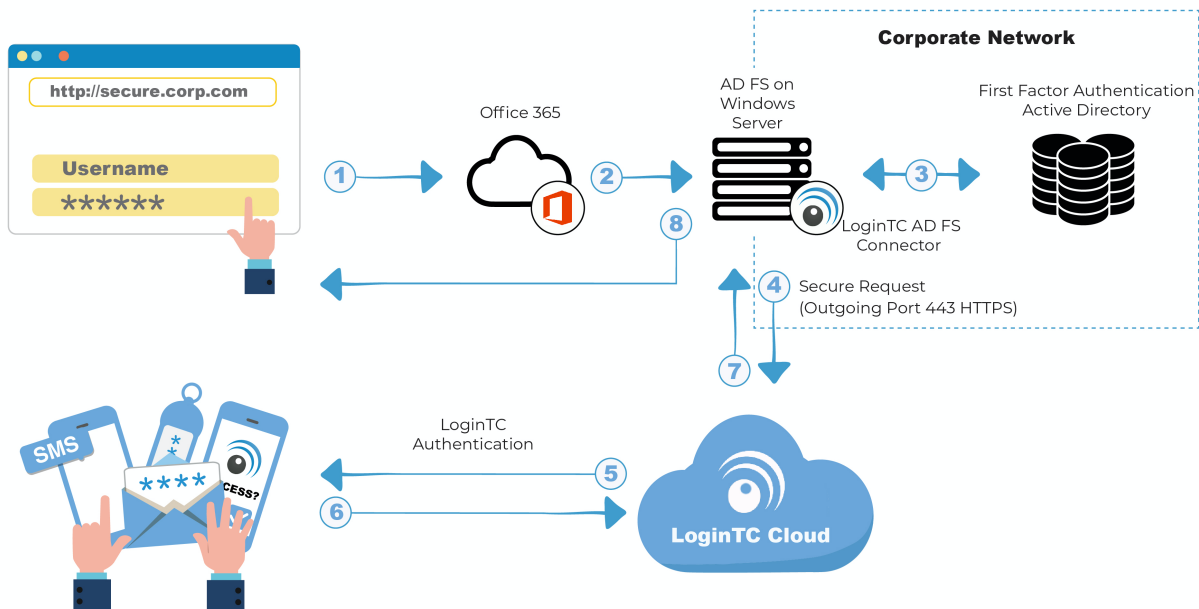 Corporate Network
http://secure.corp.com
Username
******
1
Office 365
2
AD FS on
Windows
Server
3
First Factor Authentication
Active Directory
LoginTC AD FS
Connector
8
4
Secure Request
(Outgoing Port 443 HTTPS)
7
LoginTC
Authentication
5
6
SMS
**
****
CESS?
LoginTC Cloud